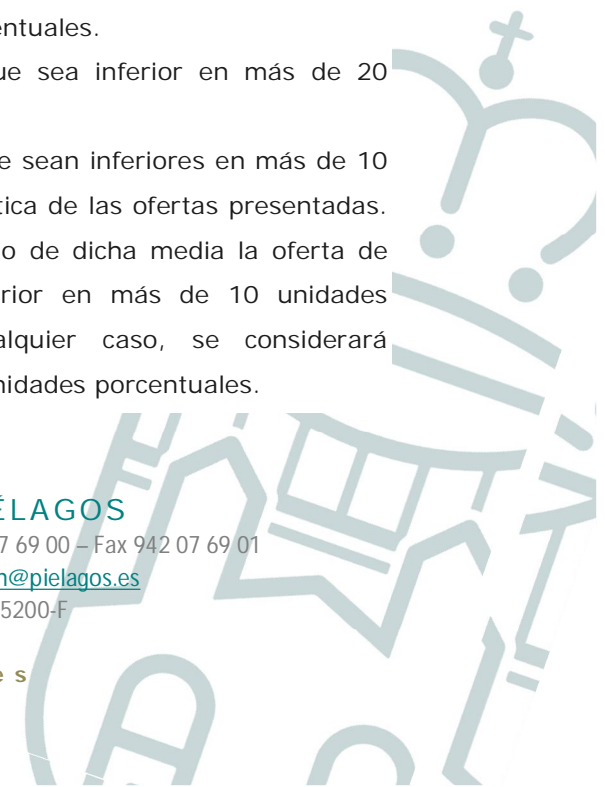 entuales.
ue sea inferior en más de 20
e sean inferiores en más de 10
tica de las ofertas presentadas.
o de dicha media la oferta de
rior en más de 10 unidades
alquier caso, se considerará
nidades porcentuales.
ÉLAGOS
7 69 00 – Fax 942 07 69 01
n@pielagos.es
5200-F
e s